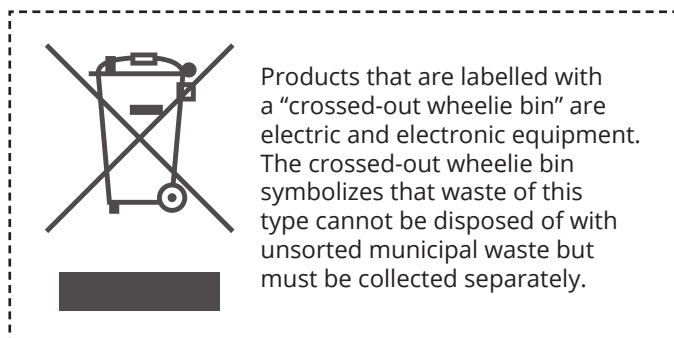 Products that are labelled with
a “crossed-out wheelie bin” are
electric and electronic equipment.
The crossed-out wheelie bin
symbolizes that waste of this
type cannot be disposed of with
unsorted municipal waste but
must be collected separately.